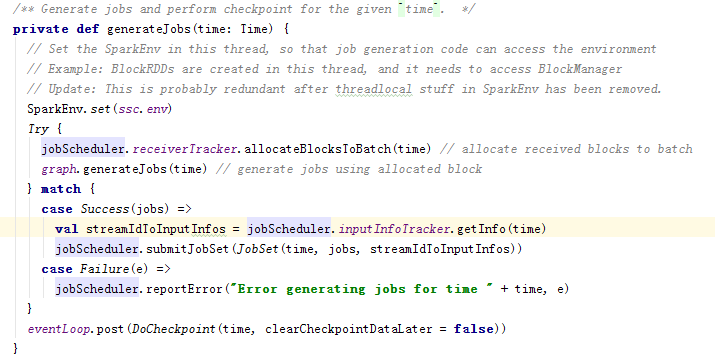 /** Generate jobs and perform checkpoint for the given `time`.  */
private def generateJobs(time: Time) {
  // Set the SparkEnv in this thread, so that job generation code can access the environment
  // Example: BlockRDDs are created in this thread, and it needs to access BlockManager
  // Update: This is probably redundant after threadlocal stuff in SparkEnv has been removed.
  SparkEnv.set(ssc.env)
  Try {
    jobScheduler.receiverTracker.allocateBlocksToBatch(time) // allocate received blocks to batch
    graph.generateJobs(time) // generate jobs using allocated block
  } match {
    case Success(jobs) =>
      val streamIdToInputInfos = jobScheduler.inputInfoTracker.getInfo(time)
      jobScheduler.submitJobSet(JobSet(time, jobs, streamIdToInputInfos))
    case Failure(e) =>
      jobScheduler.reportError("Error generating jobs for time " + time, e)
  }
  eventLoop.post(DoCheckpoint(time, clearCheckpointDataLater = false))
}